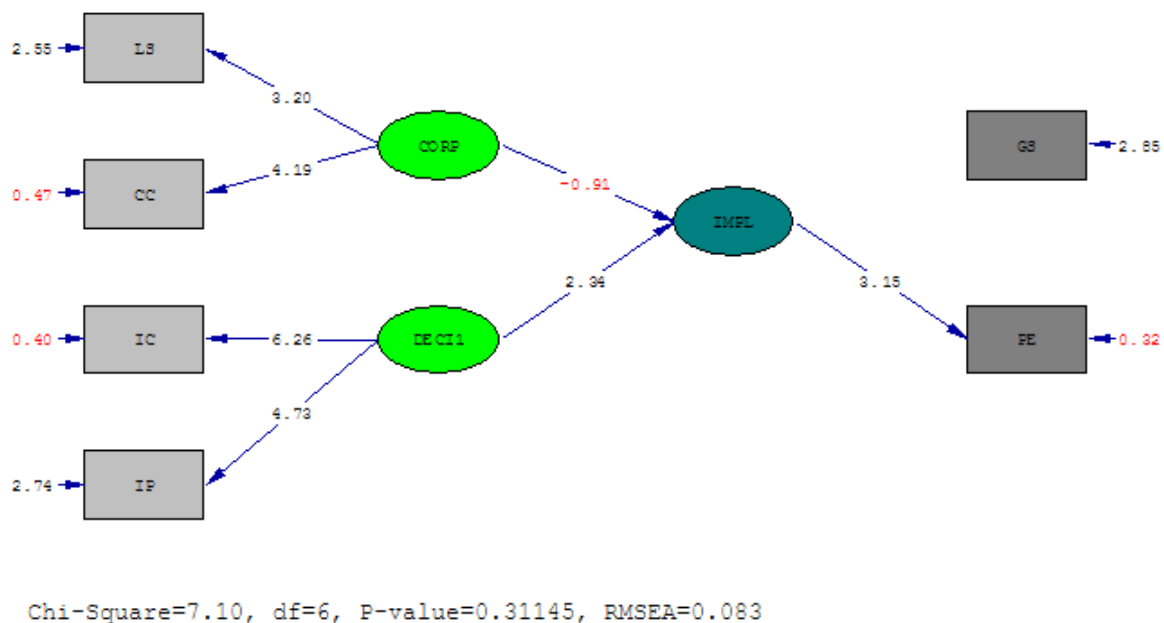 2.55
LS
3.20
CORP
GS
2.85
4.19
0.47
CC
-0.91
IMPL
2.34
3.15
0.40
IC
6.26
DECI1
PE
0.32
4.73
2.74
IP
Chi-Square=7.10, df=6, P-value=0.31145, RMSEA=0.083